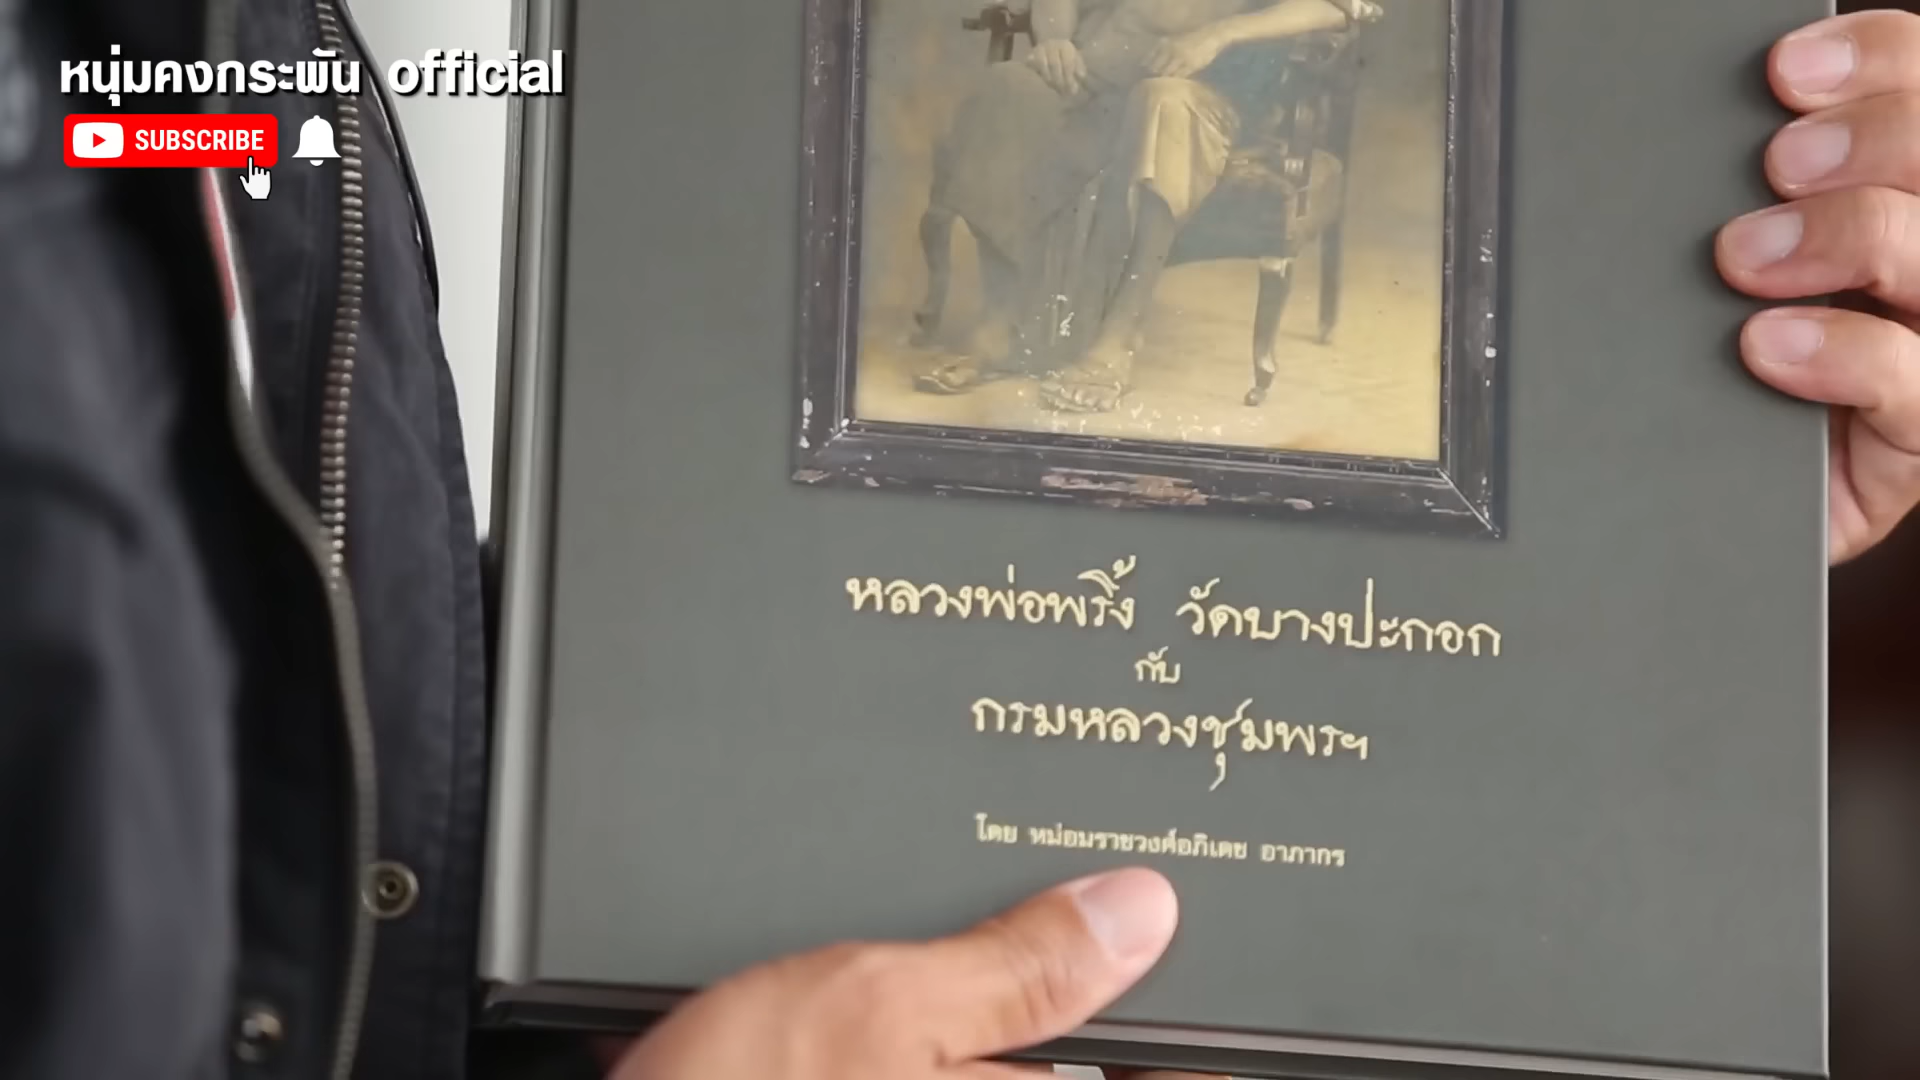 หนุ่มคงกระพัน official
SUBSCRIBE
หลวงพ่อพริ้ง วัดบางปะกอก
กับ
กรมหลวงชุมพรฯ
โดย หม่อมราชวงศ์อภิเดช อาภากร